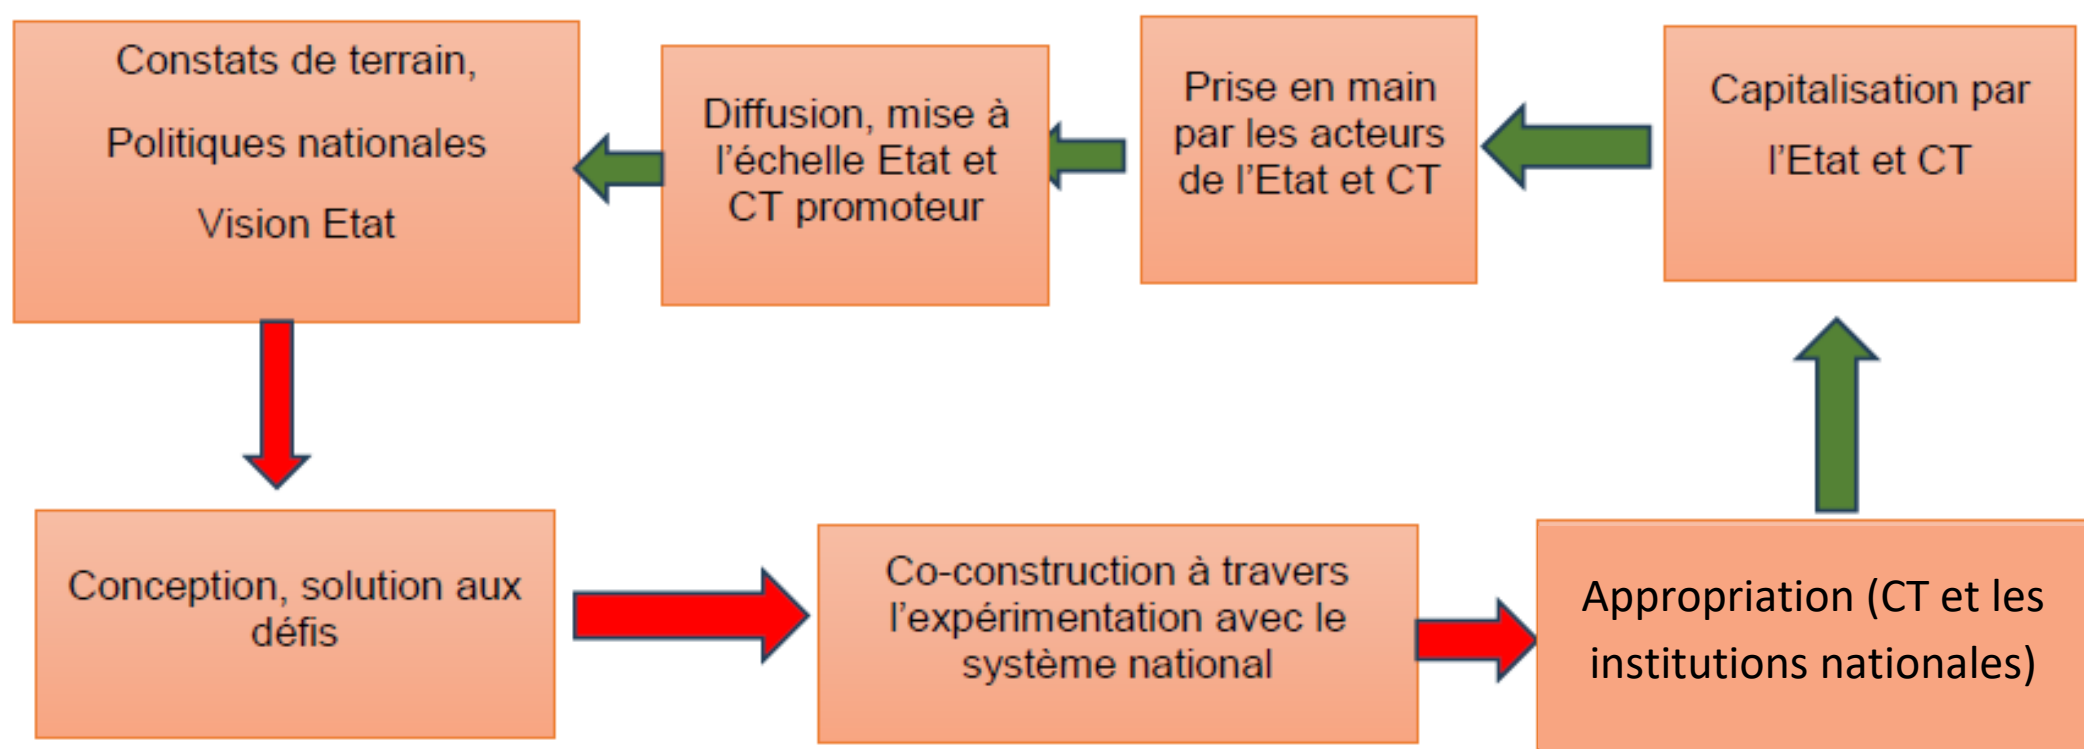 Constats de terrain,
Politiques nationales
Vision Etat
Diffusion, mise à
l’échelle Etat et
CT promoteur
Prise en main
par les acteurs
de l’Etat et CT
Capitalisation par
l’Etat et CT
Conception, solution aux
défis
Co-construction à travers
l’expérimentation avec le
système national
Appropriation (CT et les
institutions nationales)